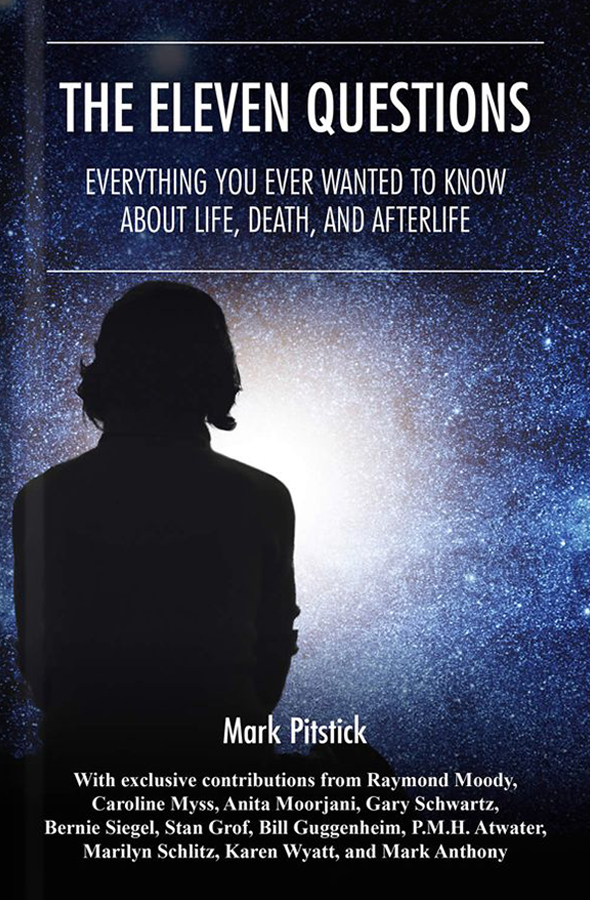 THE ELEVEN QUESTIONS
EVERYTHING YOU EVER WANTED TO KNOW
ABOUT LIFE, DEATH, AND AFTERLIFE
Mark Pitstick
With exclusive contributions from Raymond Moody,
Caroline Myss, Anita Moorjani, Gary Schwartz,
Bernie Siegel, Stan Grof, Bill Guggenheim, P.M.H. Atwater,
Marilyn Schlitz, Karen Wyatt, and Mark Anthony